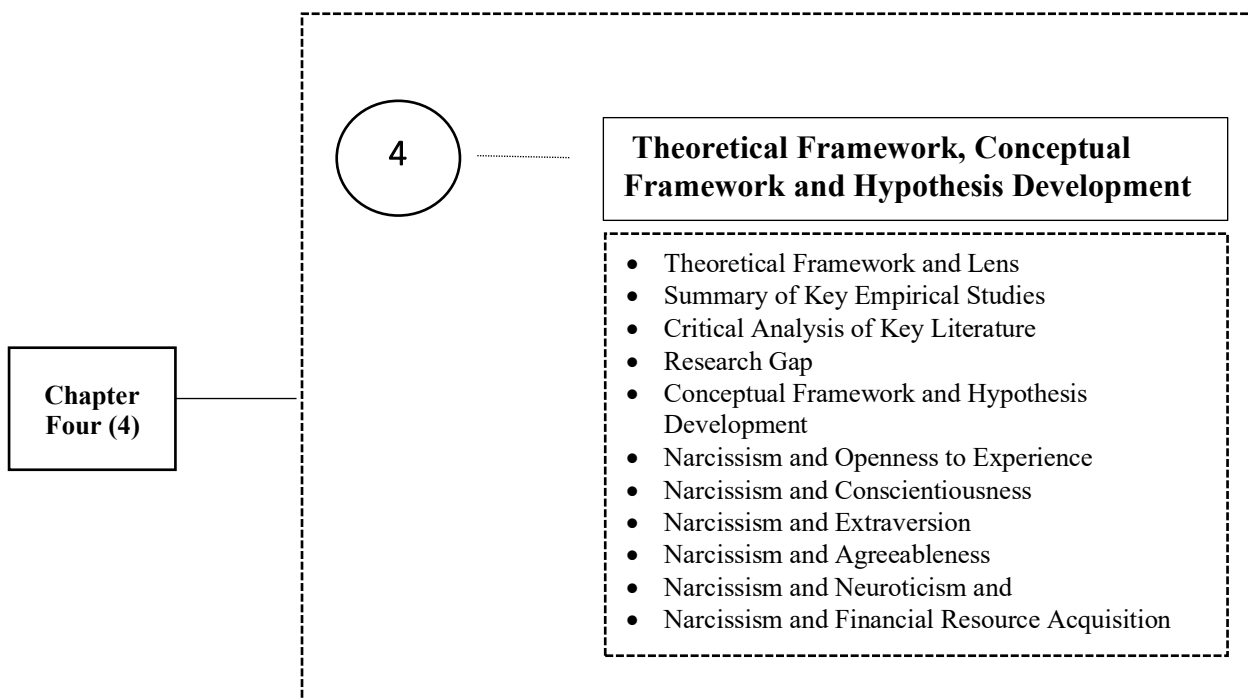 4
Theoretical Framework, Conceptual
Framework and Hypothesis Development
• Theoretical Framework and Lens
• Summary of Key Empirical Studies
• Critical Analysis of Key Literature
• Research Gap
• Conceptual Framework and Hypothesis
Development
• Narcissism and Openness to Experience
• Narcissism and Conscientiousness
• Narcissism and Extraversion
• Narcissism and Agreeableness
• Narcissism and Neuroticism and
• Narcissism and Financial Resource Acquisition
Chapter
Four (4)